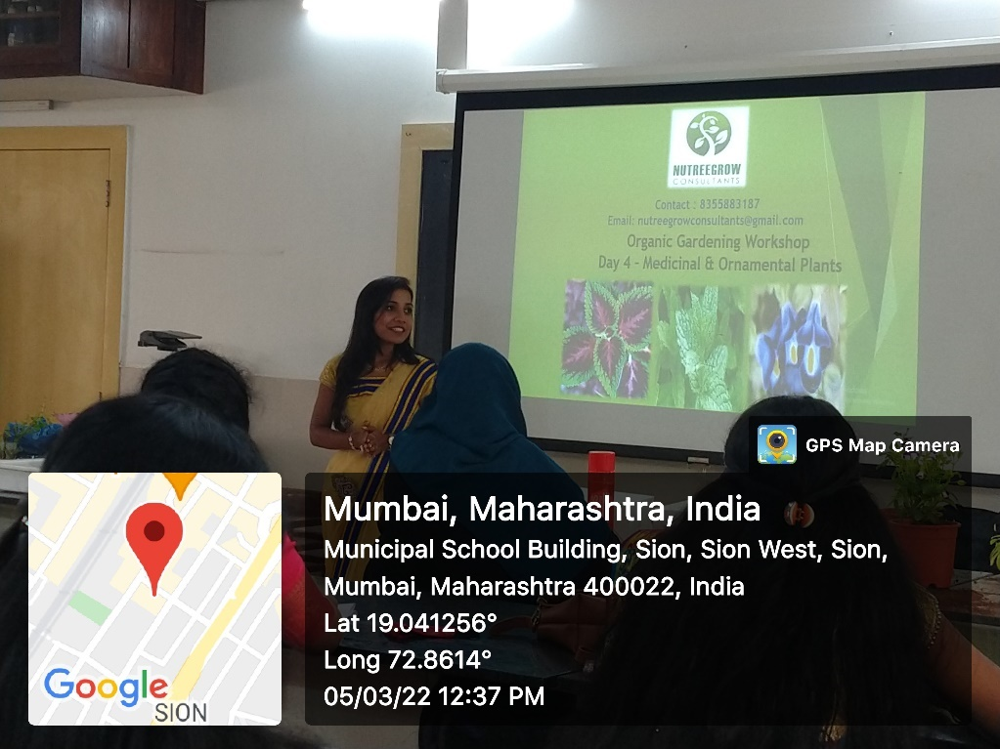 NUTREEGROW
CONSULTANTS
Contact : 8355883187
Email: nutreegrowconsultants@gmail.com
Organic Gardening Workshop
Day 4 - Medicinal & Ornamental Plants
GPS Map Camera
Mumbai, Maharashtra, India
Municipal School Building, Sion, Sion West, Sion,
Mumbai, Maharashtra 400022, India
Lat 19.041256°
Long 72.8614°
05/03/22 12:37 PM
Google
SION